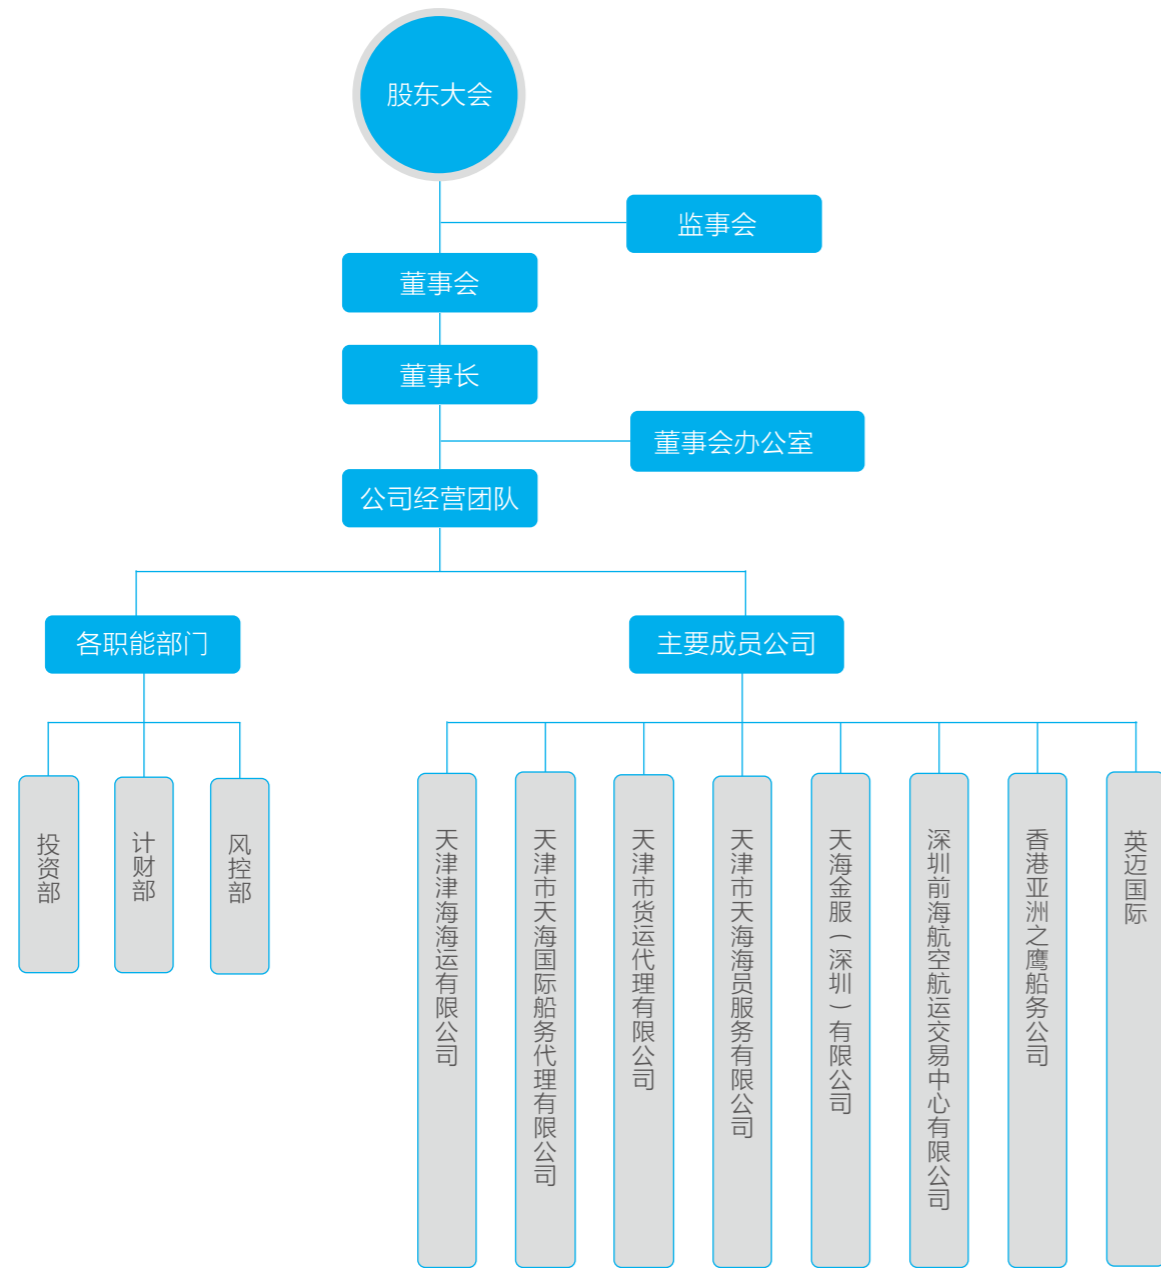 股东大会
监事会
董事会
董事长
董事会办公室
公司经营团队
各职能部门
主要成员公司
投资部
计财部
风控部
天津津海海运有限公司
天津市天海国际船务代理有限公司
天津市货运代理有限公司
天津市天海海员服务有限公司
天海金服（深圳）有限公司
深圳前海航空航运交易中心有限公司
香港亚洲之鹰船务公司
英迈国际